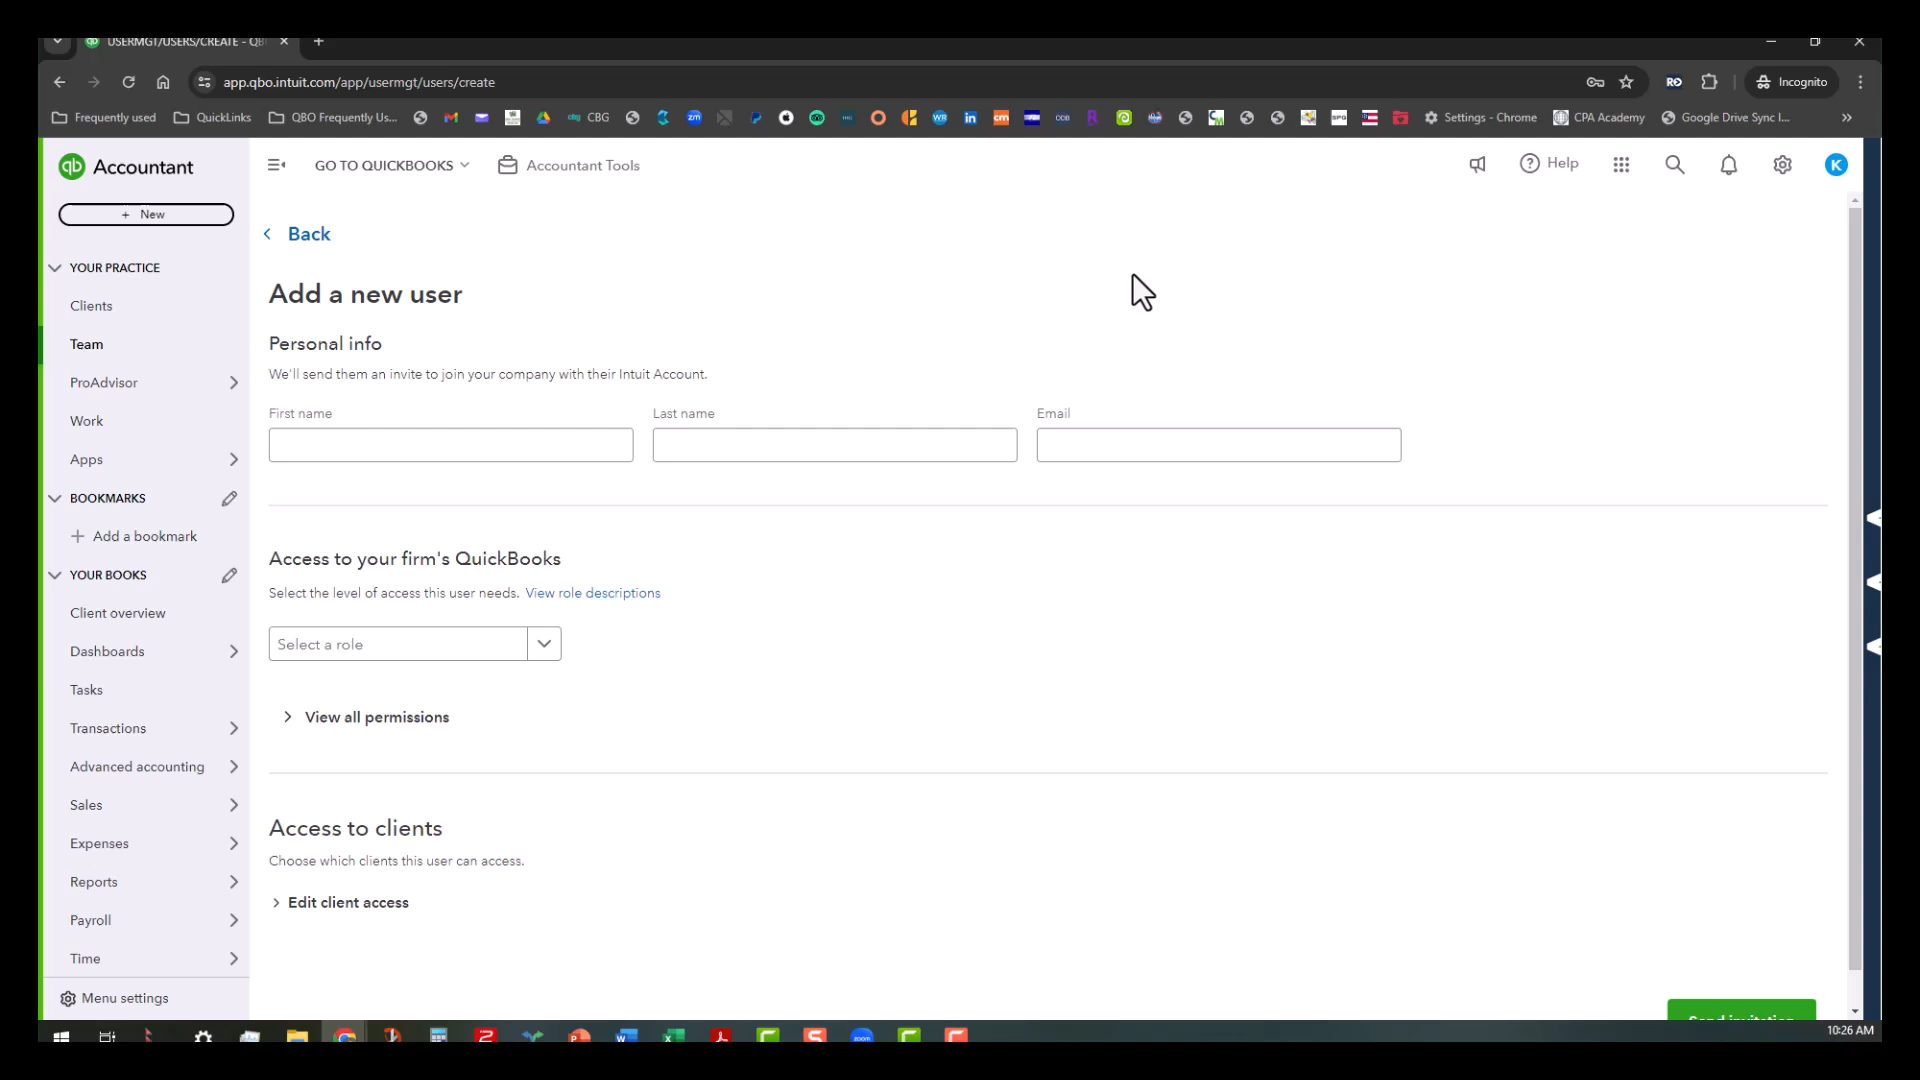 USERMGT/USERS/CREATE - QB
app.qbo.intuit.com/app/usermgt/users/create
Incognito
Frequently used
QuickLinks
QBO Frequently Us...
CBG
Settings - Chrome
CPA Academy
Google Drive Sync I...
qb Accountant
GO TO QUICKBOOKS
Accountant Tools
Help
K
+ New
YOUR PRACTICE
Clients
Team
ProAdvisor
Work
Apps
BOOKMARKS
Add a bookmark
YOUR BOOKS
Client overview
Dashboards
Tasks
Transactions
Advanced accounting
Sales
Expenses
Reports
Payroll
Time
Menu settings
Back
Add a new user
Personal info
We'll send them an invite to join your company with their Intuit Account.
First name
Last name
Email
Access to your firm's QuickBooks
Select the level of access this user needs. View role descriptions
Select a role
View all permissions
Access to clients
Choose which clients this user can access.
Edit client access
Send invitation
10:26 AM